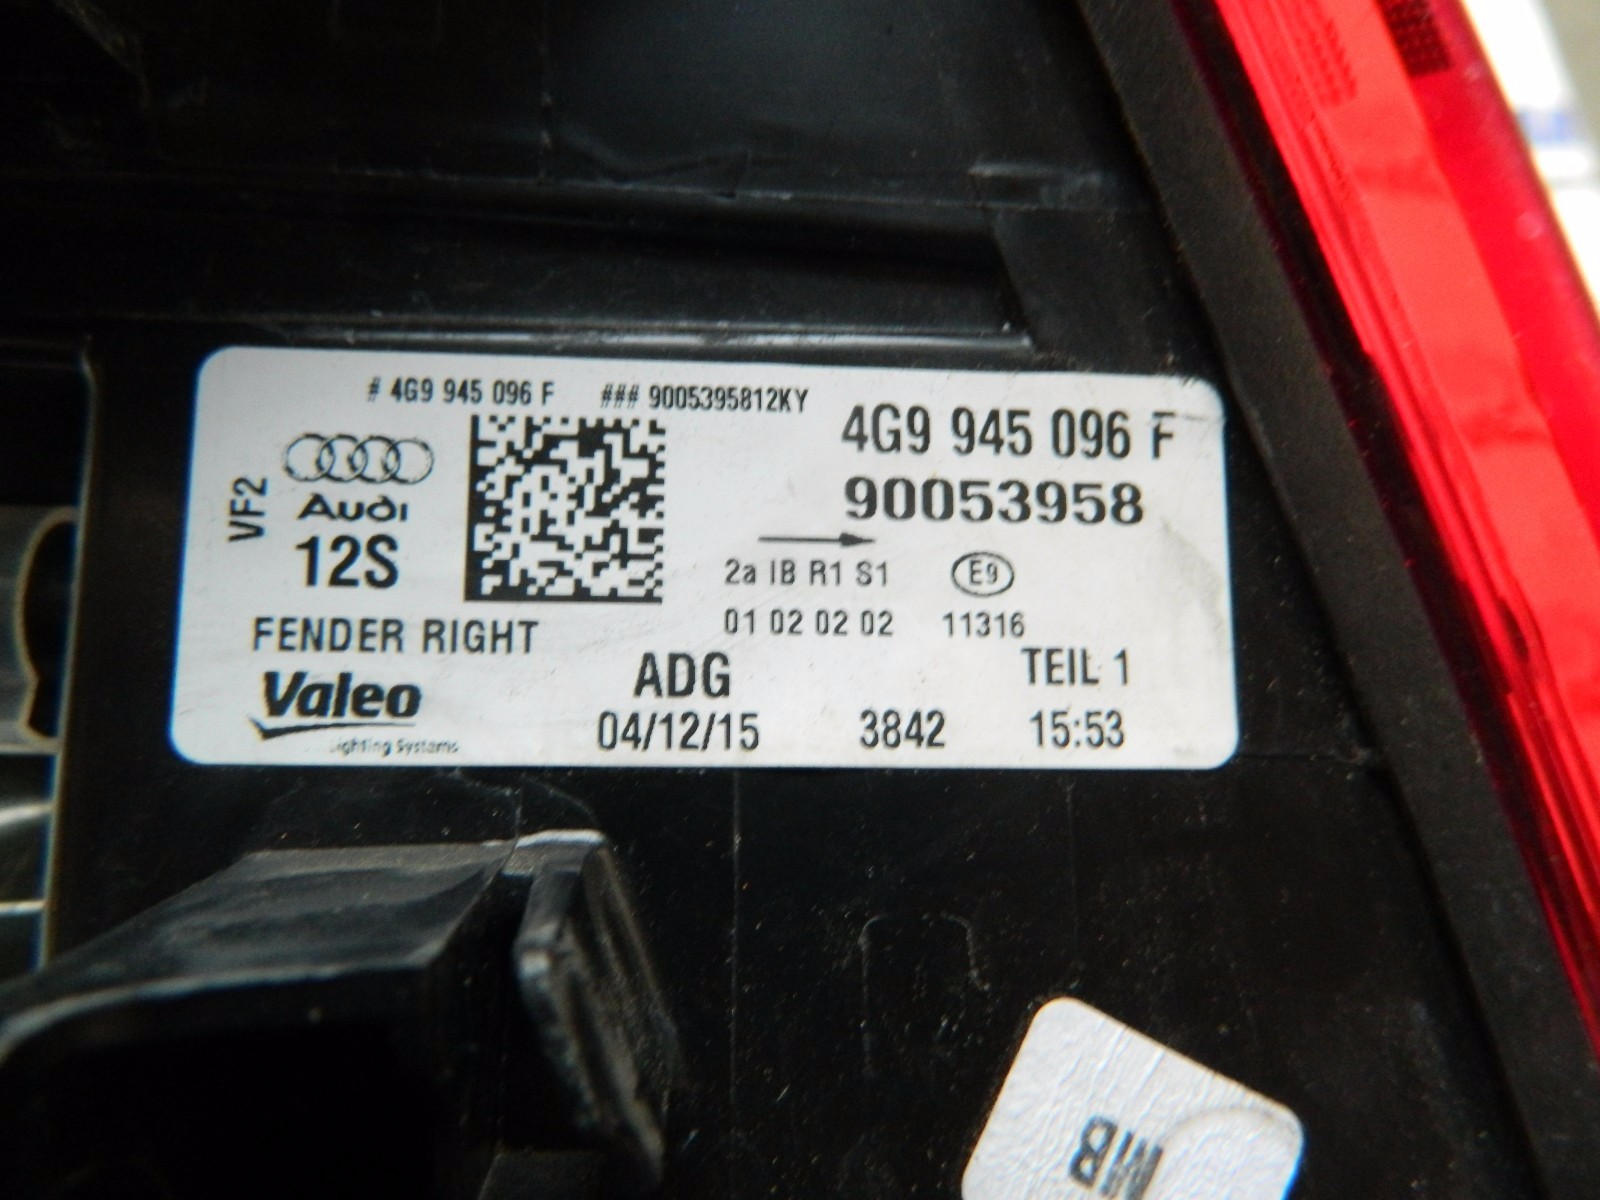 # 4G9 945 096 F ### 9005395812KY
4G9 945 096 F
90053958
VF2
Audi
12S
2a IB R1 S1 E9
01 02 02 02 11316
FENDER RIGHT
Valeo
Lighting Systems
ADG
TEIL 1
04/12/15 3842 15:53
MB